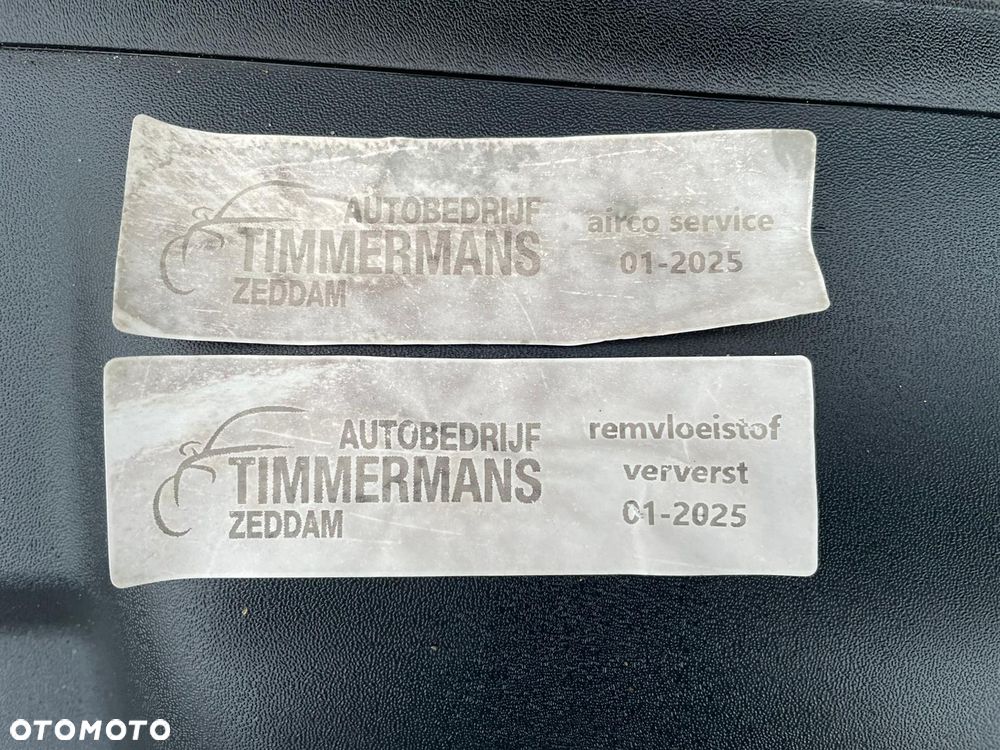 AUTOBEDRIJF
TIMMERMANS
ZEDDAM
airco service
01-2025
AUTOBEDRIJF
TIMMERMANS
ZEDDAM
remvloeistof
ververst
01-2025
OTOMOTO